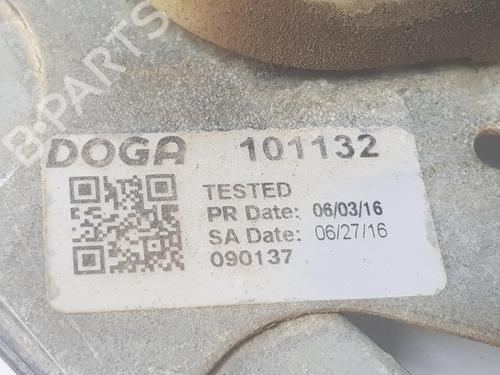 B-PARTS
DOGA 101132
TESTED
PR Date: 06/03/16
SA Date: 06/27/16
090137